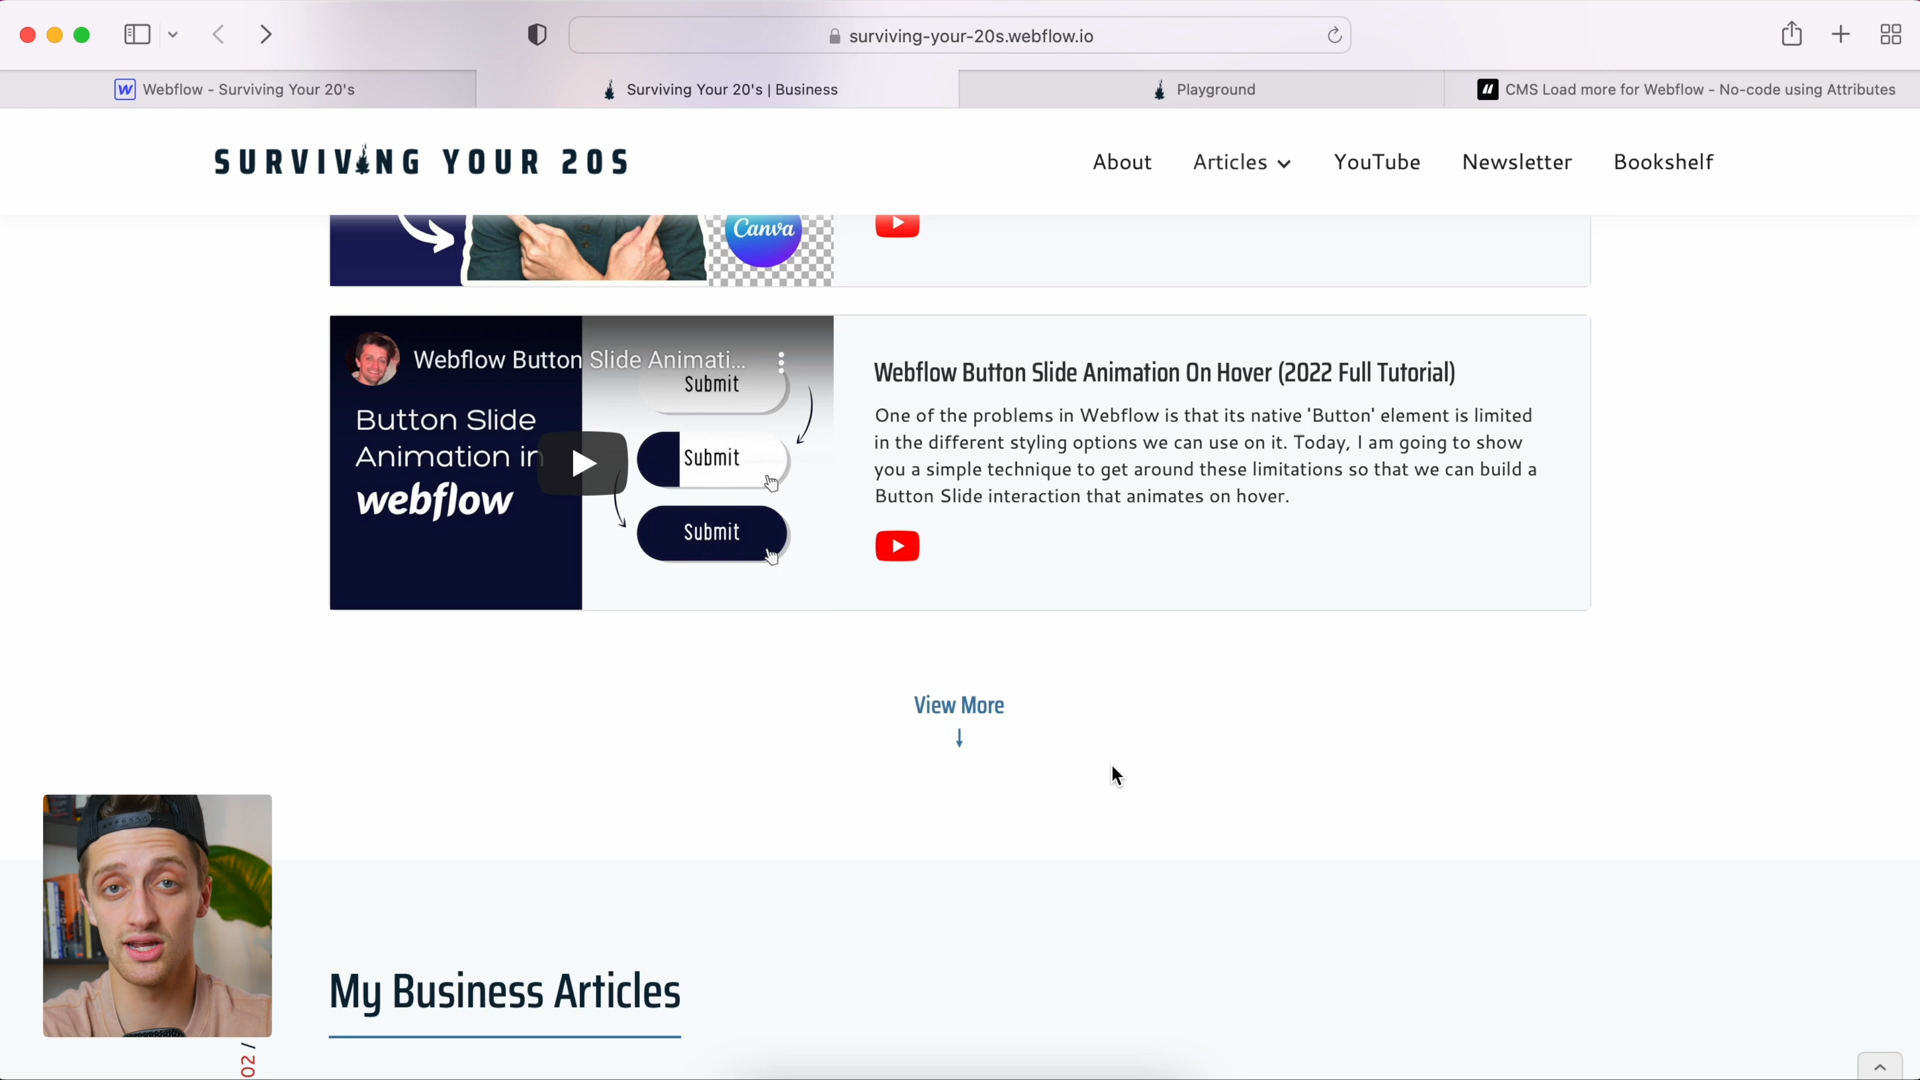 surviving-your-20s.webflow.io
Webflow - Surviving Your 20's
Surviving Your 20's | Business
Playground
CMS Load more for Webflow - No-code using Attributes
SURVIVING YOUR 20S
About
Articles
YouTube
Newsletter
Bookshelf
Canva
Webflow Button Slide Animati...
Submit
Button Slide
Animation in
webflow
Submit
Submit
Webflow Button Slide Animation On Hover (2022 Full Tutorial)
One of the problems in Webflow is that its native 'Button' element is limited
in the different styling options we can use on it. Today, I am going to show
you a simple technique to get around these limitations so that we can build a
Button Slide interaction that animates on hover.
View More
My Business Articles
02 /